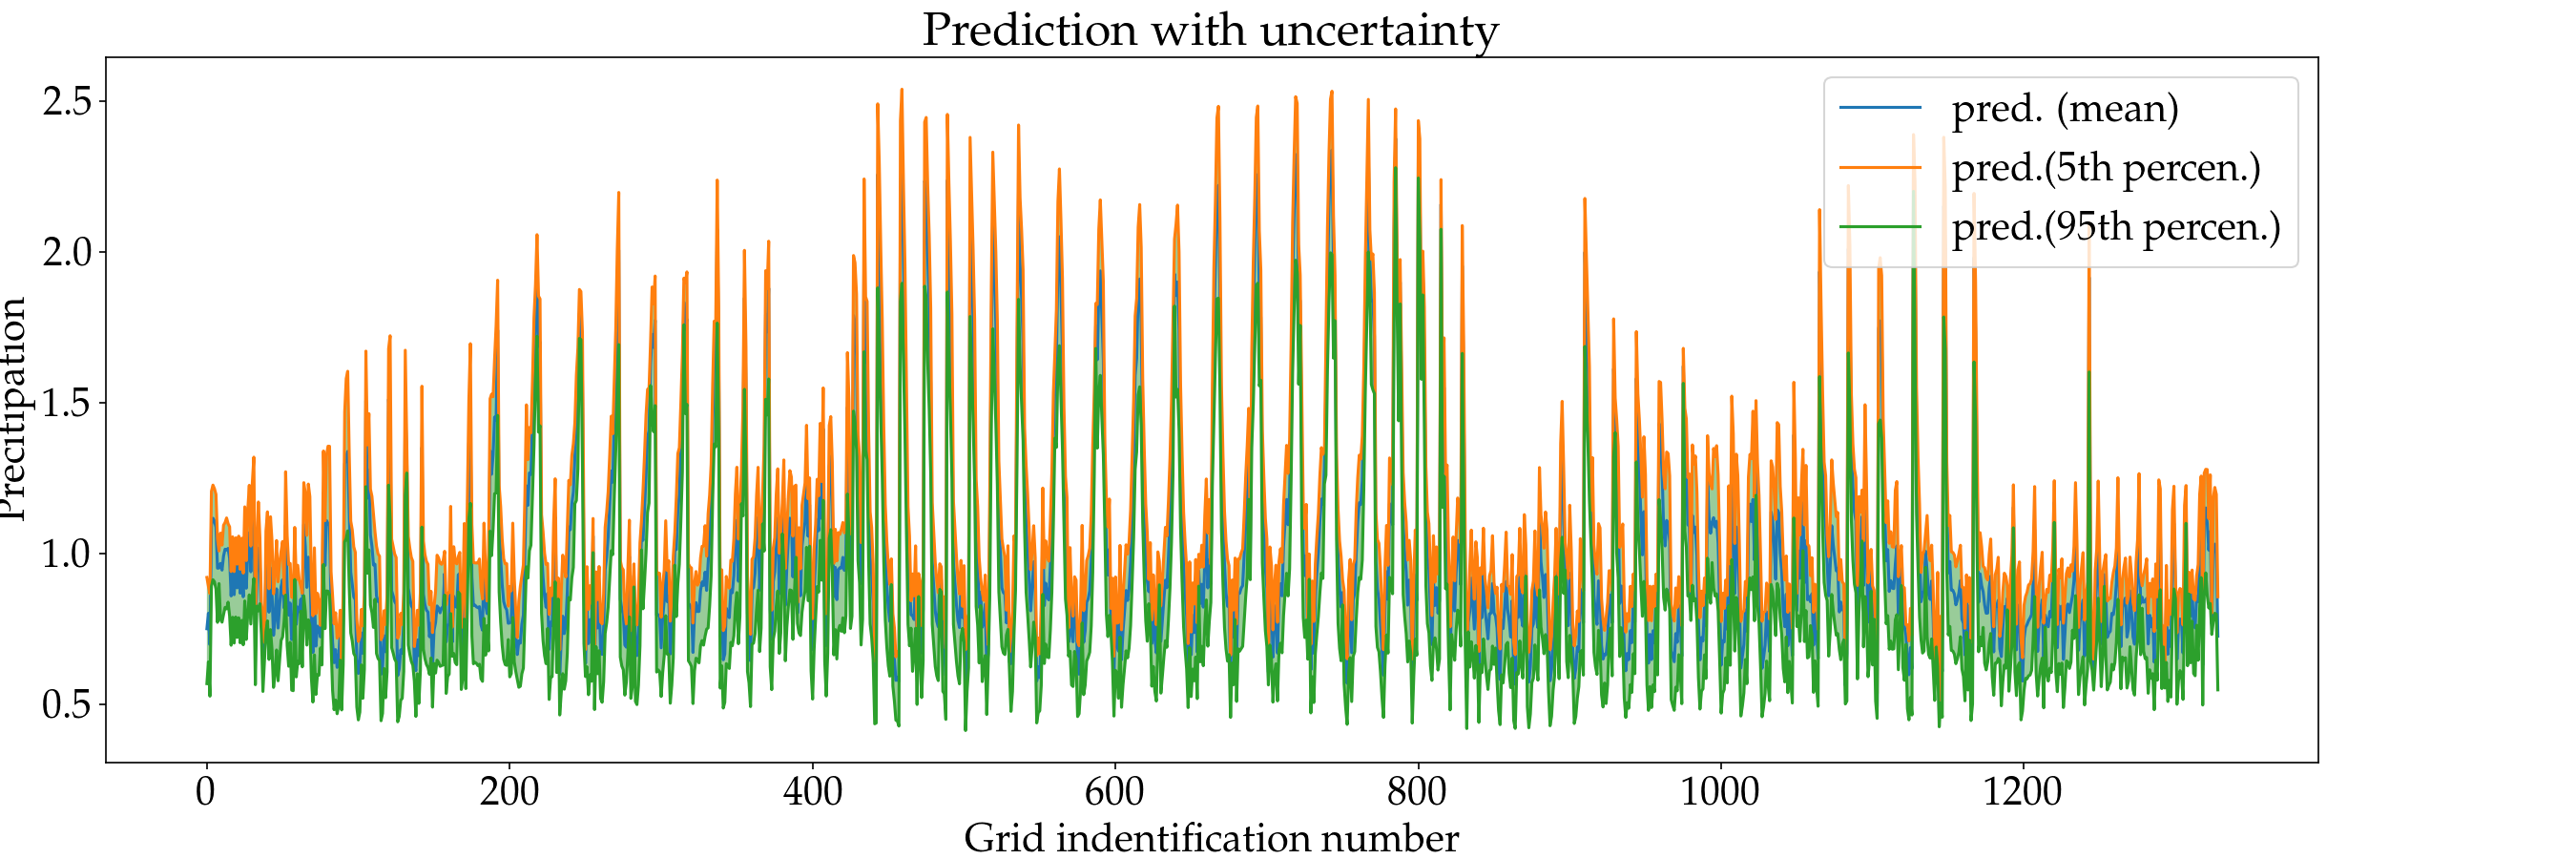 Prediction with uncertainty
pred. (mean)
pred.(5th percen.)
pred.(95th percen.)
2.5
2.0
1.5
1.0
0.5
Precitipation
0 200 400 600 800 1000 1200
Grid indentification number